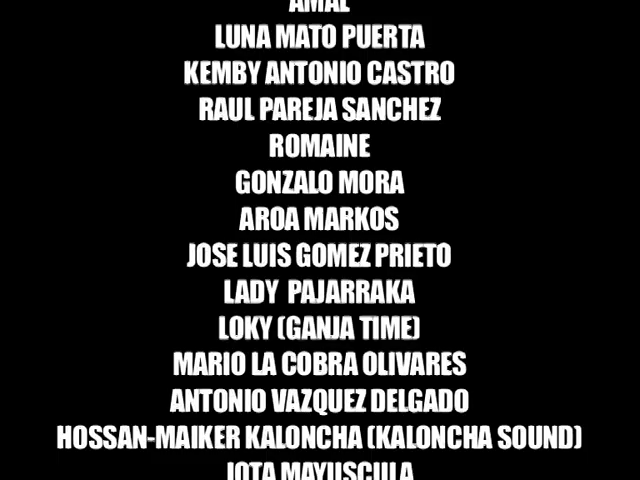 AMAL
LUNA MATO PUERTA
KEMBY ANTONIO CASTRO
RAUL PAREJA SANCHEZ
ROMAINE
GONZALO MORA
AROA MARKOS
JOSE LUIS GOMEZ PRIETO
LADY PAJARRAKA
LOKY (GANJA TIME)
MARIO LA COBRA OLIVARES
ANTONIO VAZQUEZ DELGADO
HOSSAN-MAIKER KALONCHA (KALONCHA SOUND)
JOTA MAYUSCULA